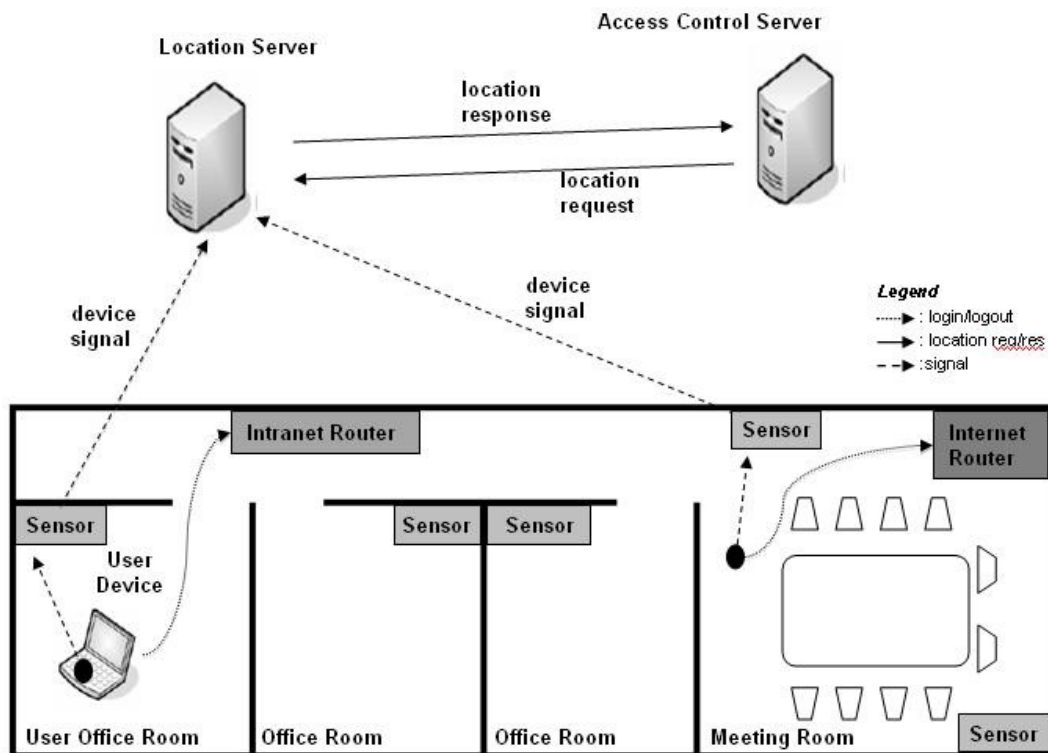 Access Control Server
Location Server
location
response
location
request
device
signal
device
signal
Legend
: login/logout
: location req/res
:signal
Intranet Router
Sensor
Internet
Router
Sensor
Sensor
Sensor
User
Device
User Office Room
Office Room
Office Room
Meeting Room
Sensor